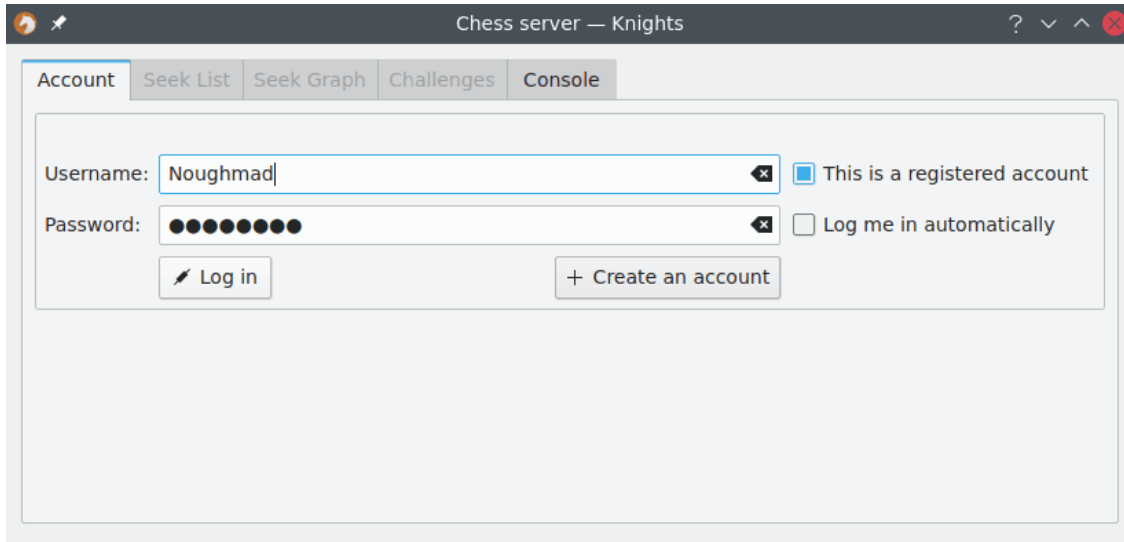 Chess server — Knights
Account Seek List Seek Graph Challenges Console
Username: Noughmad This is a registered account
Password: ●●●●●●●● Log me in automatically
Log in + Create an account